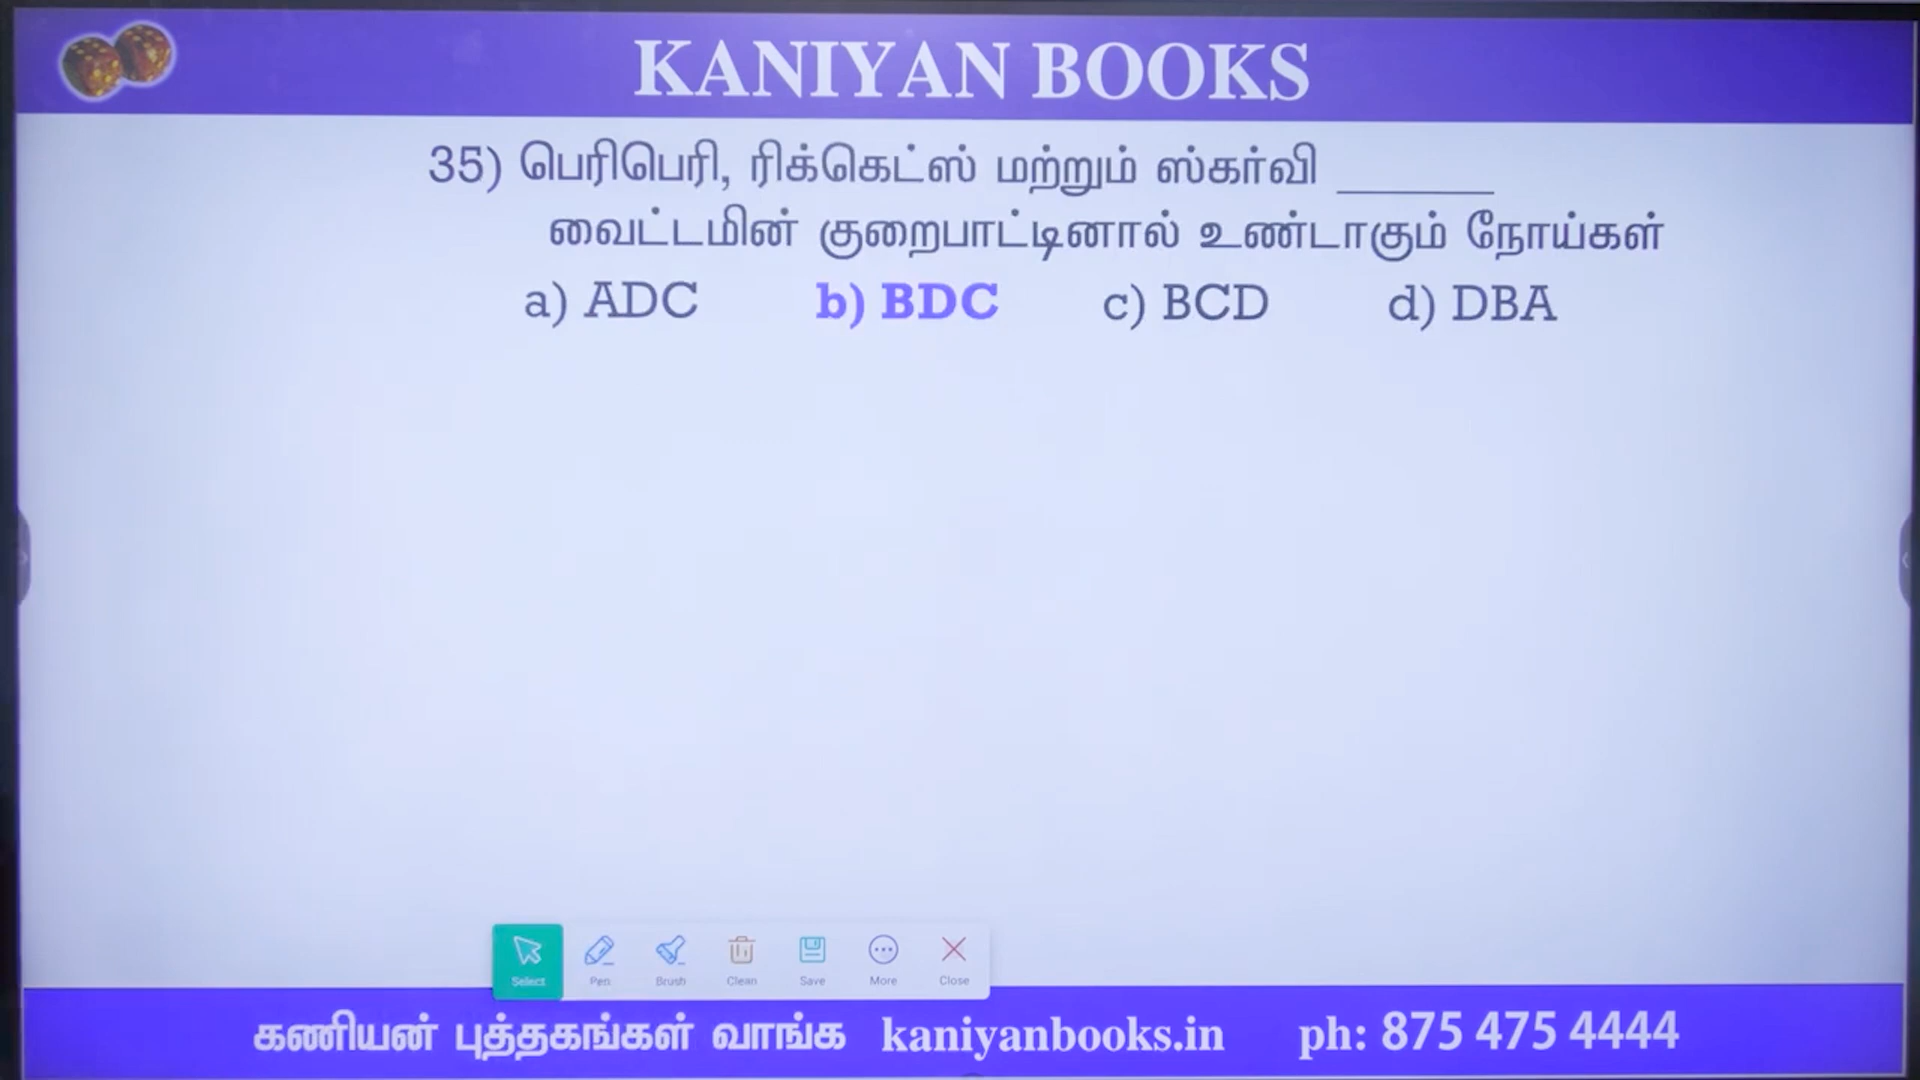 KANIYAN BOOKS
35) பெரிபெரி, ரிக்கெட்ஸ் மற்றும் ஸ்கர்வி ______
வைட்டமின் குறைபாட்டினால் உண்டாகும் நோய்கள்
a) ADC b) BDC c) BCD d) DBA
Select Pen Brush Clean Save More Close
கணியன் புத்தகங்கள் வாங்க kaniyanbooks.in ph: 875 475 4444